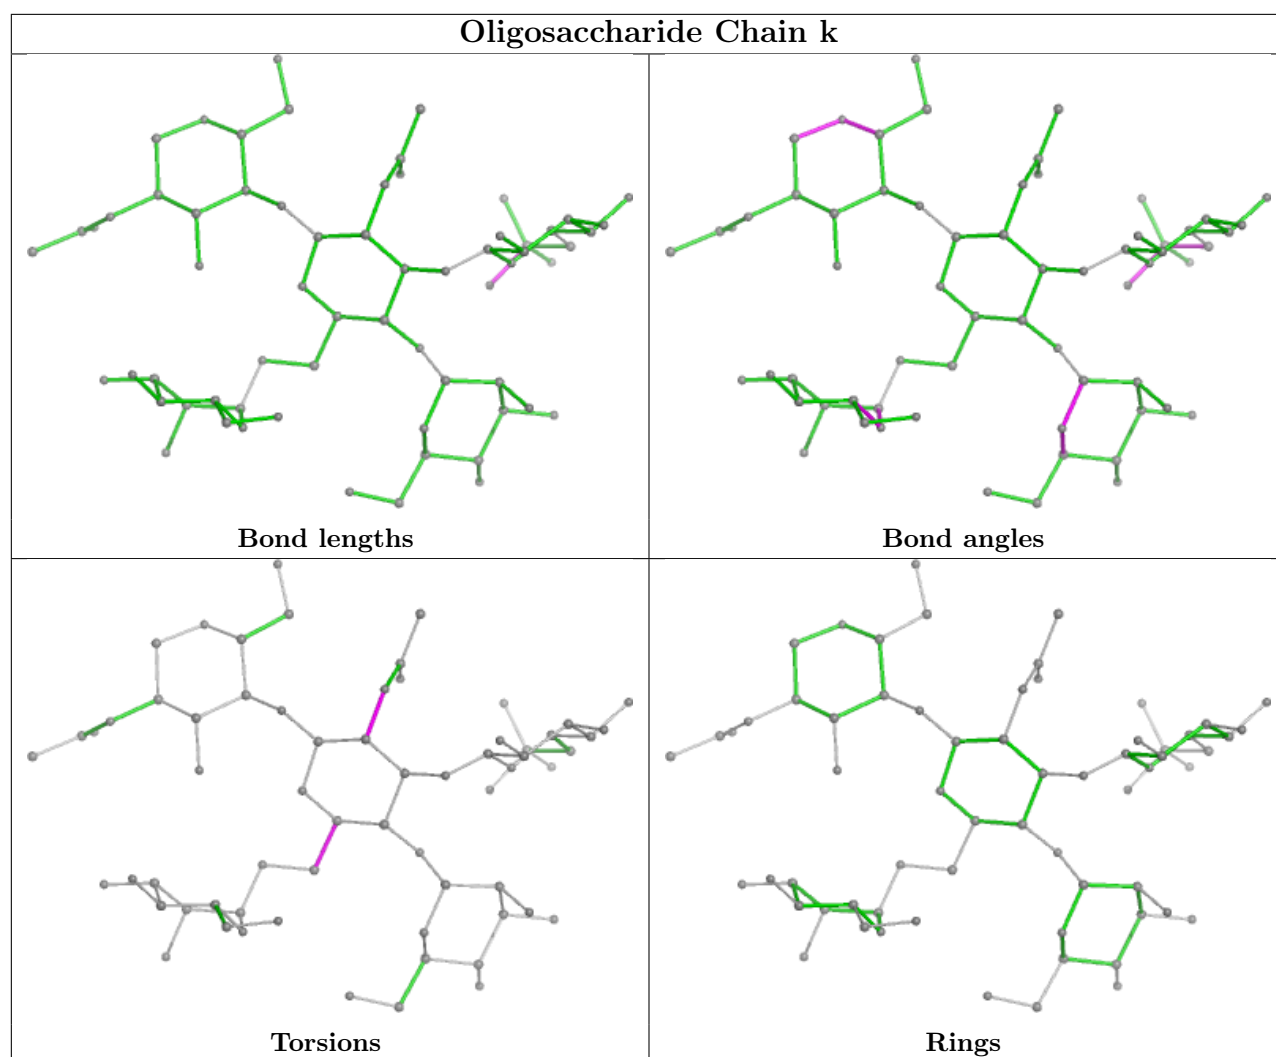 Oligosaccharide Chain k
Bond lengths
Bond angles
Torsions
Rings